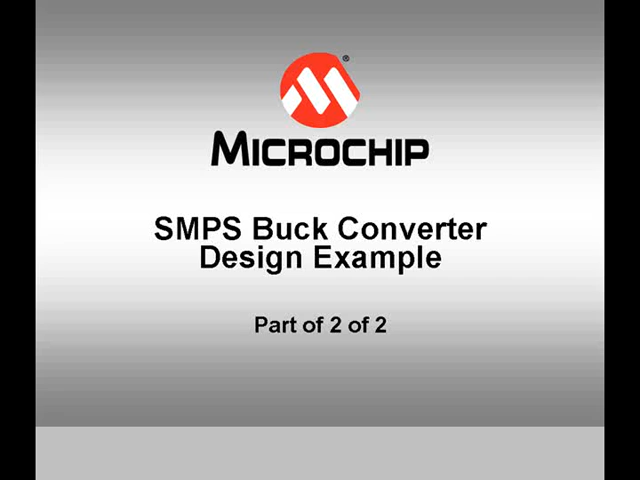 ®
MICROCHIP
SMPS Buck Converter
Design Example
Part of 2 of 2